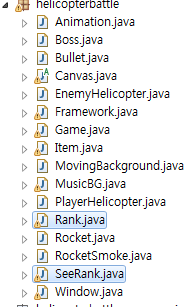 helicopterbattle
Animation.java
Boss.java
Bullet.java
Canvas.java
EnemyHelicopter.java
Framework.java
Game.java
Item.java
MovingBackground.java
MusicBG.java
PlayerHelicopter.java
Rank.java
Rocket.java
RocketSmoke.java
SeeRank.java
Window.java